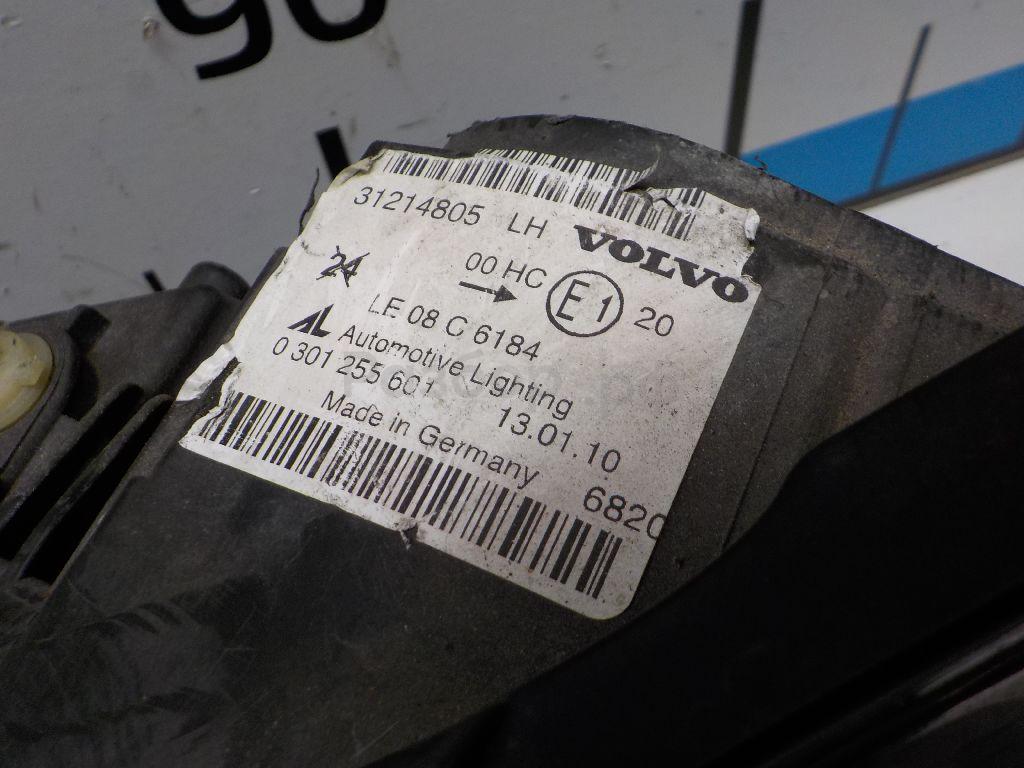 31214805 LH VOLVO
24 00 HC E1 20
LE 08 C 6184
AL Automotive Lighting
0 301 255 601 13.01.10
Made in Germany 6820